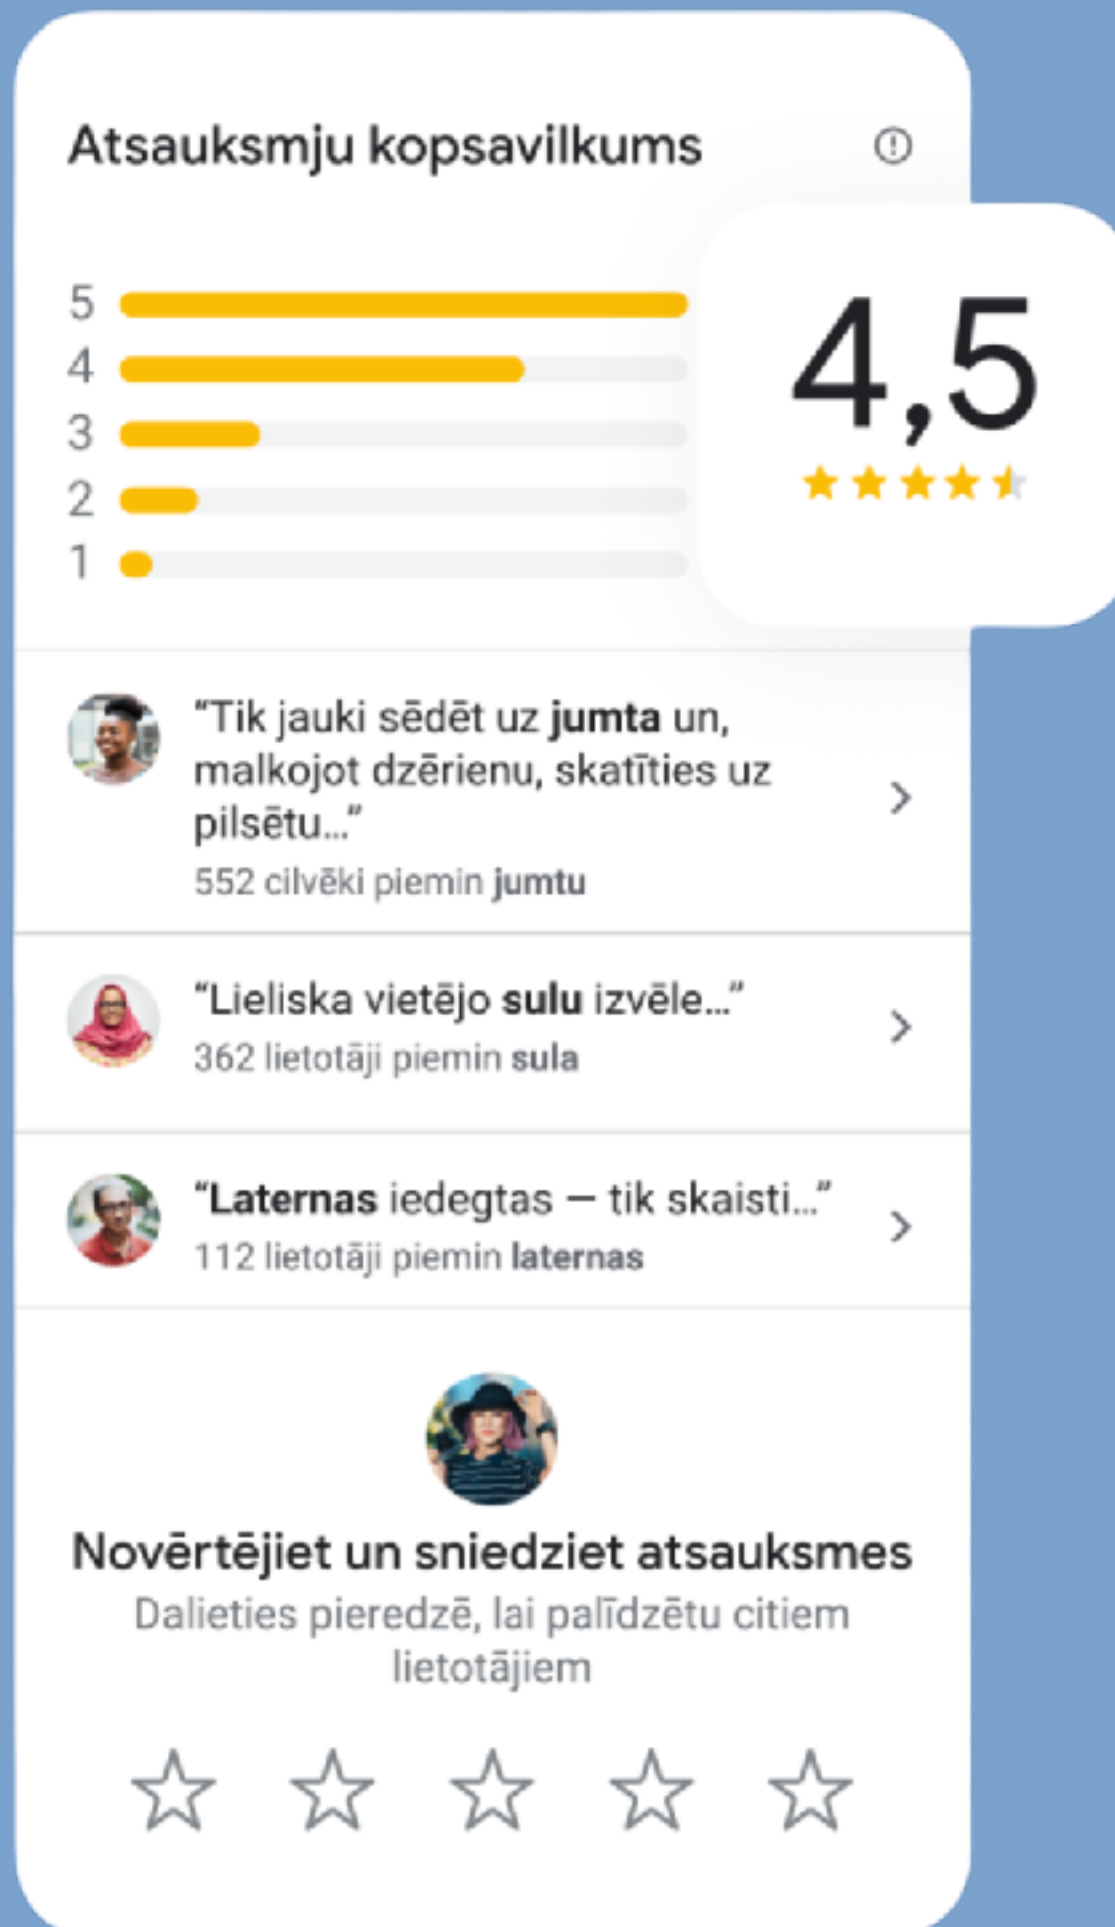 Atsauksmju kopsavilkums
5
4
3
2
1
4,5
“Tik jauki sēdēt uz jumta un,
malkojot dzērienu, skatīties uz
pilsētu...”
552 cilvēki piemin jumtu
“Lieliska vietējo sulu izvēle...”
362 lietotāji piemin sula
“Laternas iedegtas — tik skaisti...”
112 lietotāji piemin laternas
Novērtējiet un sniedziet atsauksmes
Dalieties pieredzē, lai palīdzētu citiem
lietotājiem